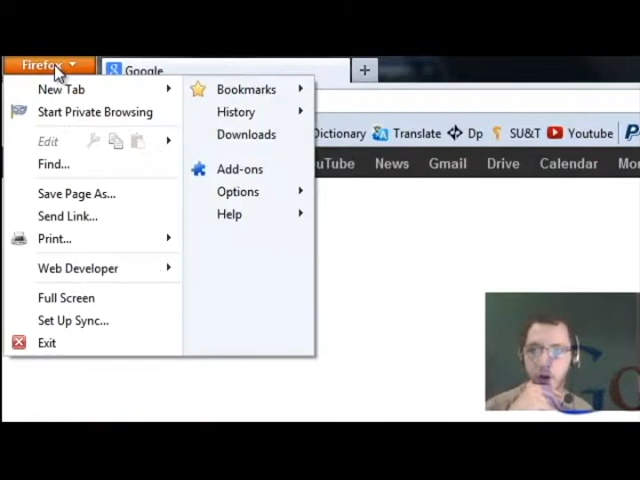 Firefox
Google
New Tab
Start Private Browsing
Edit
Find...
Save Page As...
Send Link...
Print...
Web Developer
Full Screen
Set Up Sync...
Exit
Bookmarks
History
Downloads
Add-ons
Options
Help
Dictionary Translate Dp SU&T Youtube
uTube News Gmail Drive Calendar Mo